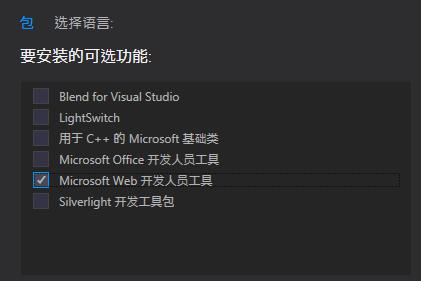 包 选择语言:
要安装的可选功能:
Blend for Visual Studio
LightSwitch
用于 C++ 的 Microsoft 基础类
Microsoft Office 开发人员工具
Microsoft Web 开发人员工具
Silverlight 开发工具包